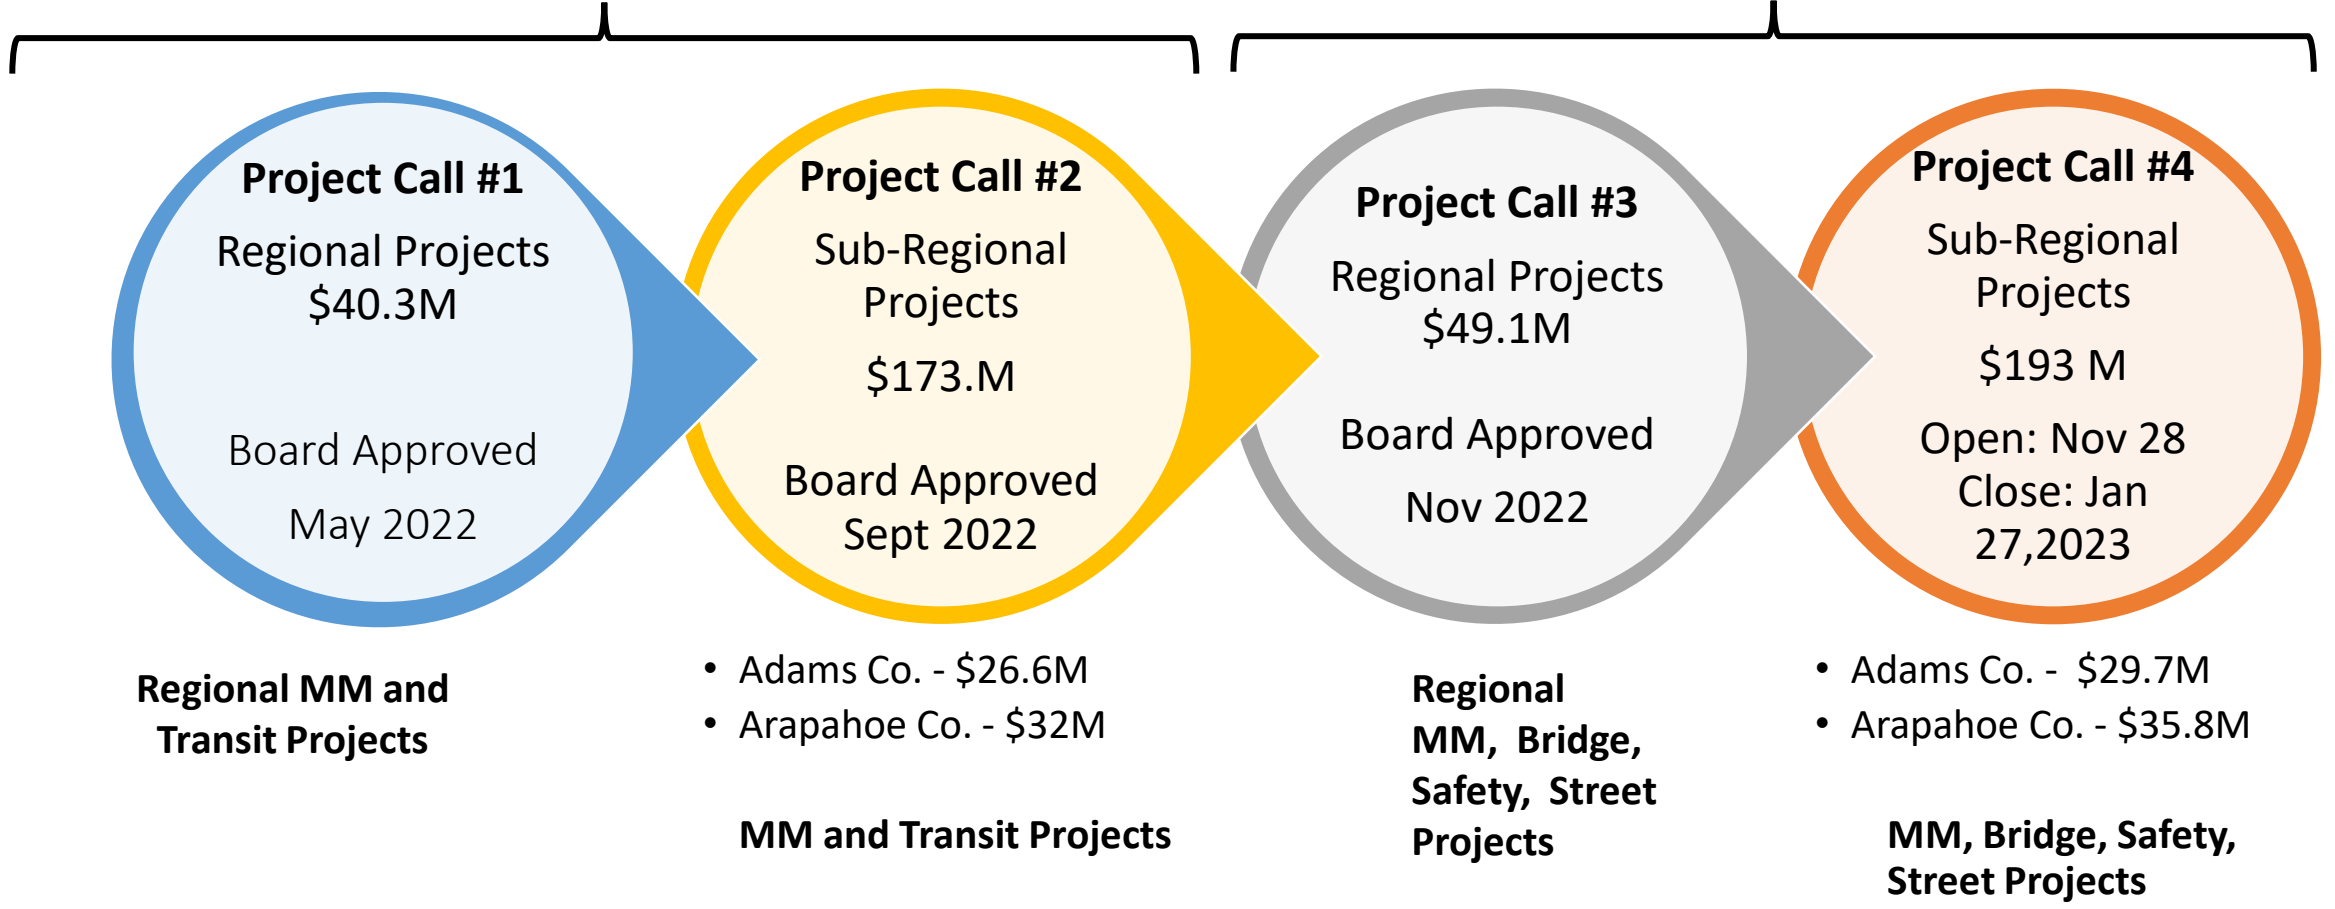 Project Call #1
Regional Projects
$40.3M
Board Approved
May 2022
Project Call #2
Sub-Regional
Projects
$173.M
Board Approved
Sept 2022
Project Call #3
Regional Projects
$49.1M
Board Approved
Nov 2022
Project Call #4
Sub-Regional
Projects
$193 M
Open: Nov 28
Close: Jan
27,2023
Regional MM and
Transit Projects
• Adams Co. - $26.6M
• Arapahoe Co. - $32M
MM and Transit Projects
Regional
MM,  Bridge,
Safety,  Street
Projects
• Adams Co. -  $29.7M
• Arapahoe Co. - $35.8M
MM, Bridge, Safety,
Street Projects